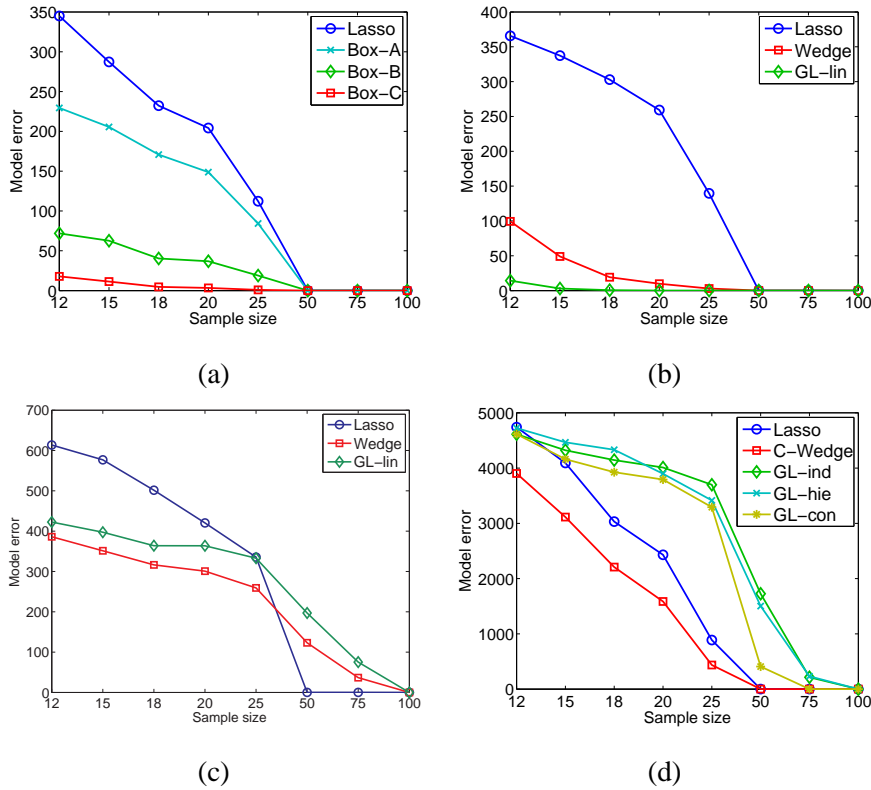 350
300
250
200
150
100
50
0
Model error
12 15 18 20 25 50 75 100
Sample size
Lasso
Box−A
Box−B
Box−C
(a)
400
350
300
250
200
150
100
50
0
Model error
12 15 18 20 25 50 75 100
Sample size
Lasso
Wedge
GL−lin
(b)
700
600
500
400
300
200
100
0
Model error
12 15 18 20 25 50 75 100
Sample size
Lasso
Wedge
GL−lin
(c)
5000
4000
3000
2000
1000
0
Model error
12 15 18 20 25 50 75 100
Sample size
Lasso
C−Wedge
GL−ind
GL−hie
GL−con
(d)